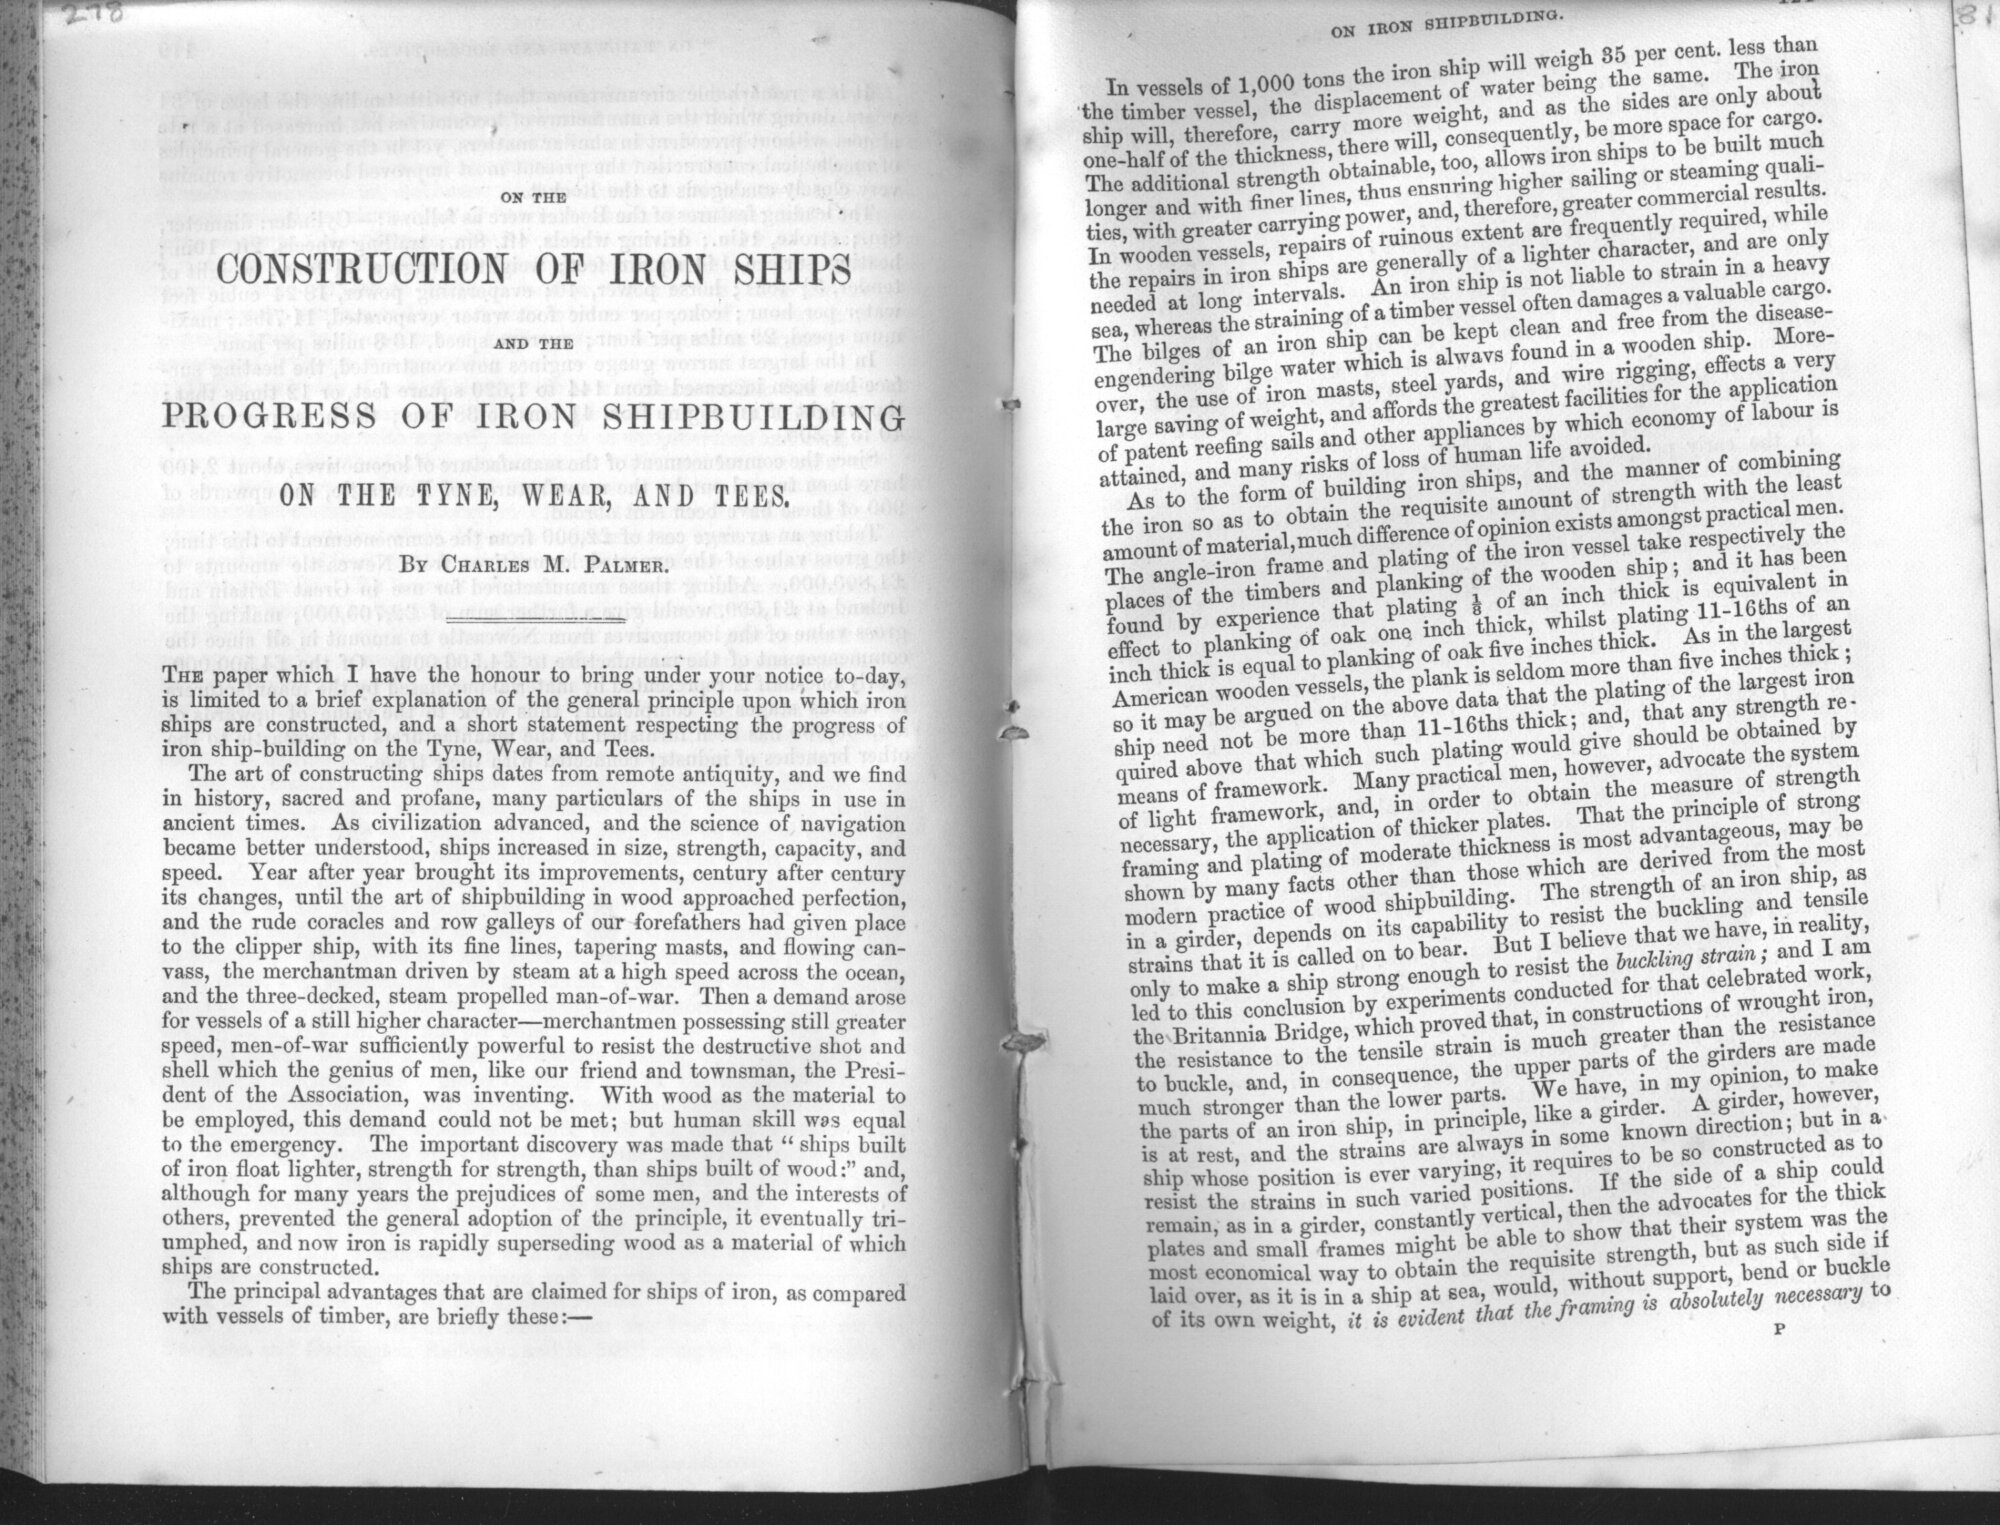 278
ON THE
CONSTRUCTION OF IRON SHIPS
AND THE
PROGRESS OF IRON SHIPBUILDING
ON THE TYNE, WEAR, AND TEES.
BY CHARLES M. PALMER.
THE paper which I have the honour to bring under your notice to-day,
is limited to a brief explanation of the general principle upon which iron
ships are constructed, and a short statement respecting the progress of
iron ship-building on the Tyne, Wear, and Tees.
The art of constructing ships dates from remote antiquity, and we find
in history, sacred and profane, many particulars of the ships in use in
ancient times. As civilization advanced, and the science of navigation
became better understood, ships increased in size, strength, capacity, and
speed. Year after year brought its improvements, century after century
its changes, until the art of shipbuilding in wood approached perfection,
and the rude coracles and row galleys of our forefathers had given place
to the clipper ship, with its fine lines, tapering masts, and flowing can-
vass, the merchantman driven by steam at a high speed across the ocean,
and the three-decked, steam propelled man-of-war. Then a demand arose
for vessels of a still higher character—merchantmen possessing still greater
speed, men-of-war sufficiently powerful to resist the destructive shot and
shell which the genius of men, like our friend and townsman, the Presi-
dent of the Association, was inventing. With wood as the material to
be employed, this demand could not be met; but human skill was equal
to the emergency. The important discovery was made that "ships built
of iron float lighter, strength for strength, than ships built of wood:" and,
although for many years the prejudices of some men, and the interests of
others, prevented the general adoption of the principle, it eventually tri-
umphed, and now iron is rapidly superseding wood as a material of which
ships are constructed.
The principal advantages that are claimed for ships of iron, as compared
with vessels of timber, are briefly these:—
ON IRON SHIPBUILDING.
81
In vessels of 1,000 tons the iron ship will weigh 35 per cent. less than
the timber vessel, the displacement of water being the same. The iron
ship will, therefore, carry more weight, and as the sides are only about
one-half of the thickness, there will, consequently, be more space for cargo.
The additional strength obtainable, too, allows iron ships to be built much
longer and with finer lines, thus ensuring higher sailing or steaming quali-
ties, with greater carrying power, and, therefore, greater commercial results.
In wooden vessels, repairs of ruinous extent are frequently required, while
the repairs in iron ships are generally of a lighter character, and are only
needed at long intervals. An iron ship is not liable to strain in a heavy
sea, whereas the straining of a timber vessel often damages a valuable cargo.
The bilges of an iron ship can be kept clean and free from the disease-
engendering bilge water which is always found in a wooden ship. More-
over, the use of iron masts, steel yards, and wire rigging, effects a very
large saving of weight, and affords the greatest facilities for the application
of patent reefing sails and other appliances by which economy of labour is
attained, and many risks of loss of human life avoided.
As to the form of building iron ships, and the manner of combining
the iron so as to obtain the requisite amount of strength with the least
amount of material, much difference of opinion exists amongst practical men.
The angle-iron frame and plating of the iron vessel take respectively the
places of the timbers and planking of the wooden ship; and it has been
found by experience that plating ⅛ of an inch thick is equivalent in
effect to planking of oak one inch thick, whilst plating 11-16ths of an
inch thick is equal to planking of oak five inches thick. As in the largest
American wooden vessels, the plank is seldom more than five inches thick;
so it may be argued on the above data that the plating of the largest iron
ship need not be more than 11-16ths thick; and, that any strength re-
quired above that which such plating would give should be obtained by
means of framework. Many practical men, however, advocate the system
of light framework, and, in order to obtain the measure of strength
necessary, the application of thicker plates. That the principle of strong
framing and plating of moderate thickness is most advantageous, may be
shown by many facts other than those which are derived from the most
modern practice of wood shipbuilding. The strength of an iron ship, as
in a girder, depends on its capability to resist the buckling and tensile
strains that it is called on to bear. But I believe that we have, in reality,
only to make a ship strong enough to resist the buckling strain; and I am
led to this conclusion by experiments conducted for that celebrated work,
the Britannia Bridge, which proved that, in constructions of wrought iron,
the resistance to the tensile strain is much greater than the resistance
to buckle, and, in consequence, the upper parts of the girders are made
much stronger than the lower parts. We have, in my opinion, to make
the parts of an iron ship, in principle, like a girder. A girder, however,
is at rest, and the strains are always in some known direction; but in a
ship whose position is ever varying, it requires to be so constructed as to
resist the strains in such varied positions. If the side of a ship could
remain, as in a girder, constantly vertical, then the advocates for the thick
plates and small frames might be able to show that their system was the
most economical way to obtain the requisite strength, but as such side if
laid over, as it is in a ship at sea, would, without support, bend or buckle
of its own weight, it is evident that the framing is absolutely necessary to
P